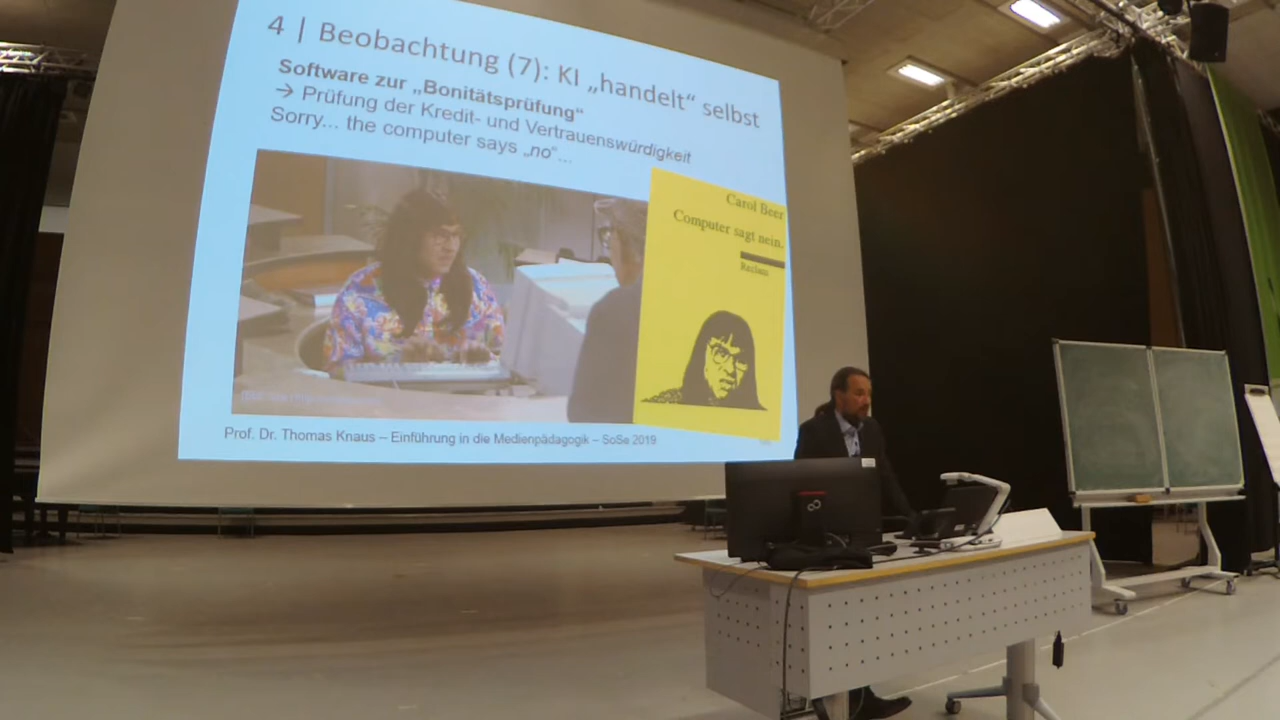 4 | Beobachtung (7): KI „handelt“ selbst
Software zur „Bonitätsprüfung“
→ Prüfung der Kredit- und Vertrauenswürdigkeit
Sorry... the computer says „no“...
Carol Beer
Computer sagt nein.
Reclam
Prof. Dr. Thomas Knaus – Einführung in die Medienpädagogik – SoSe 2019